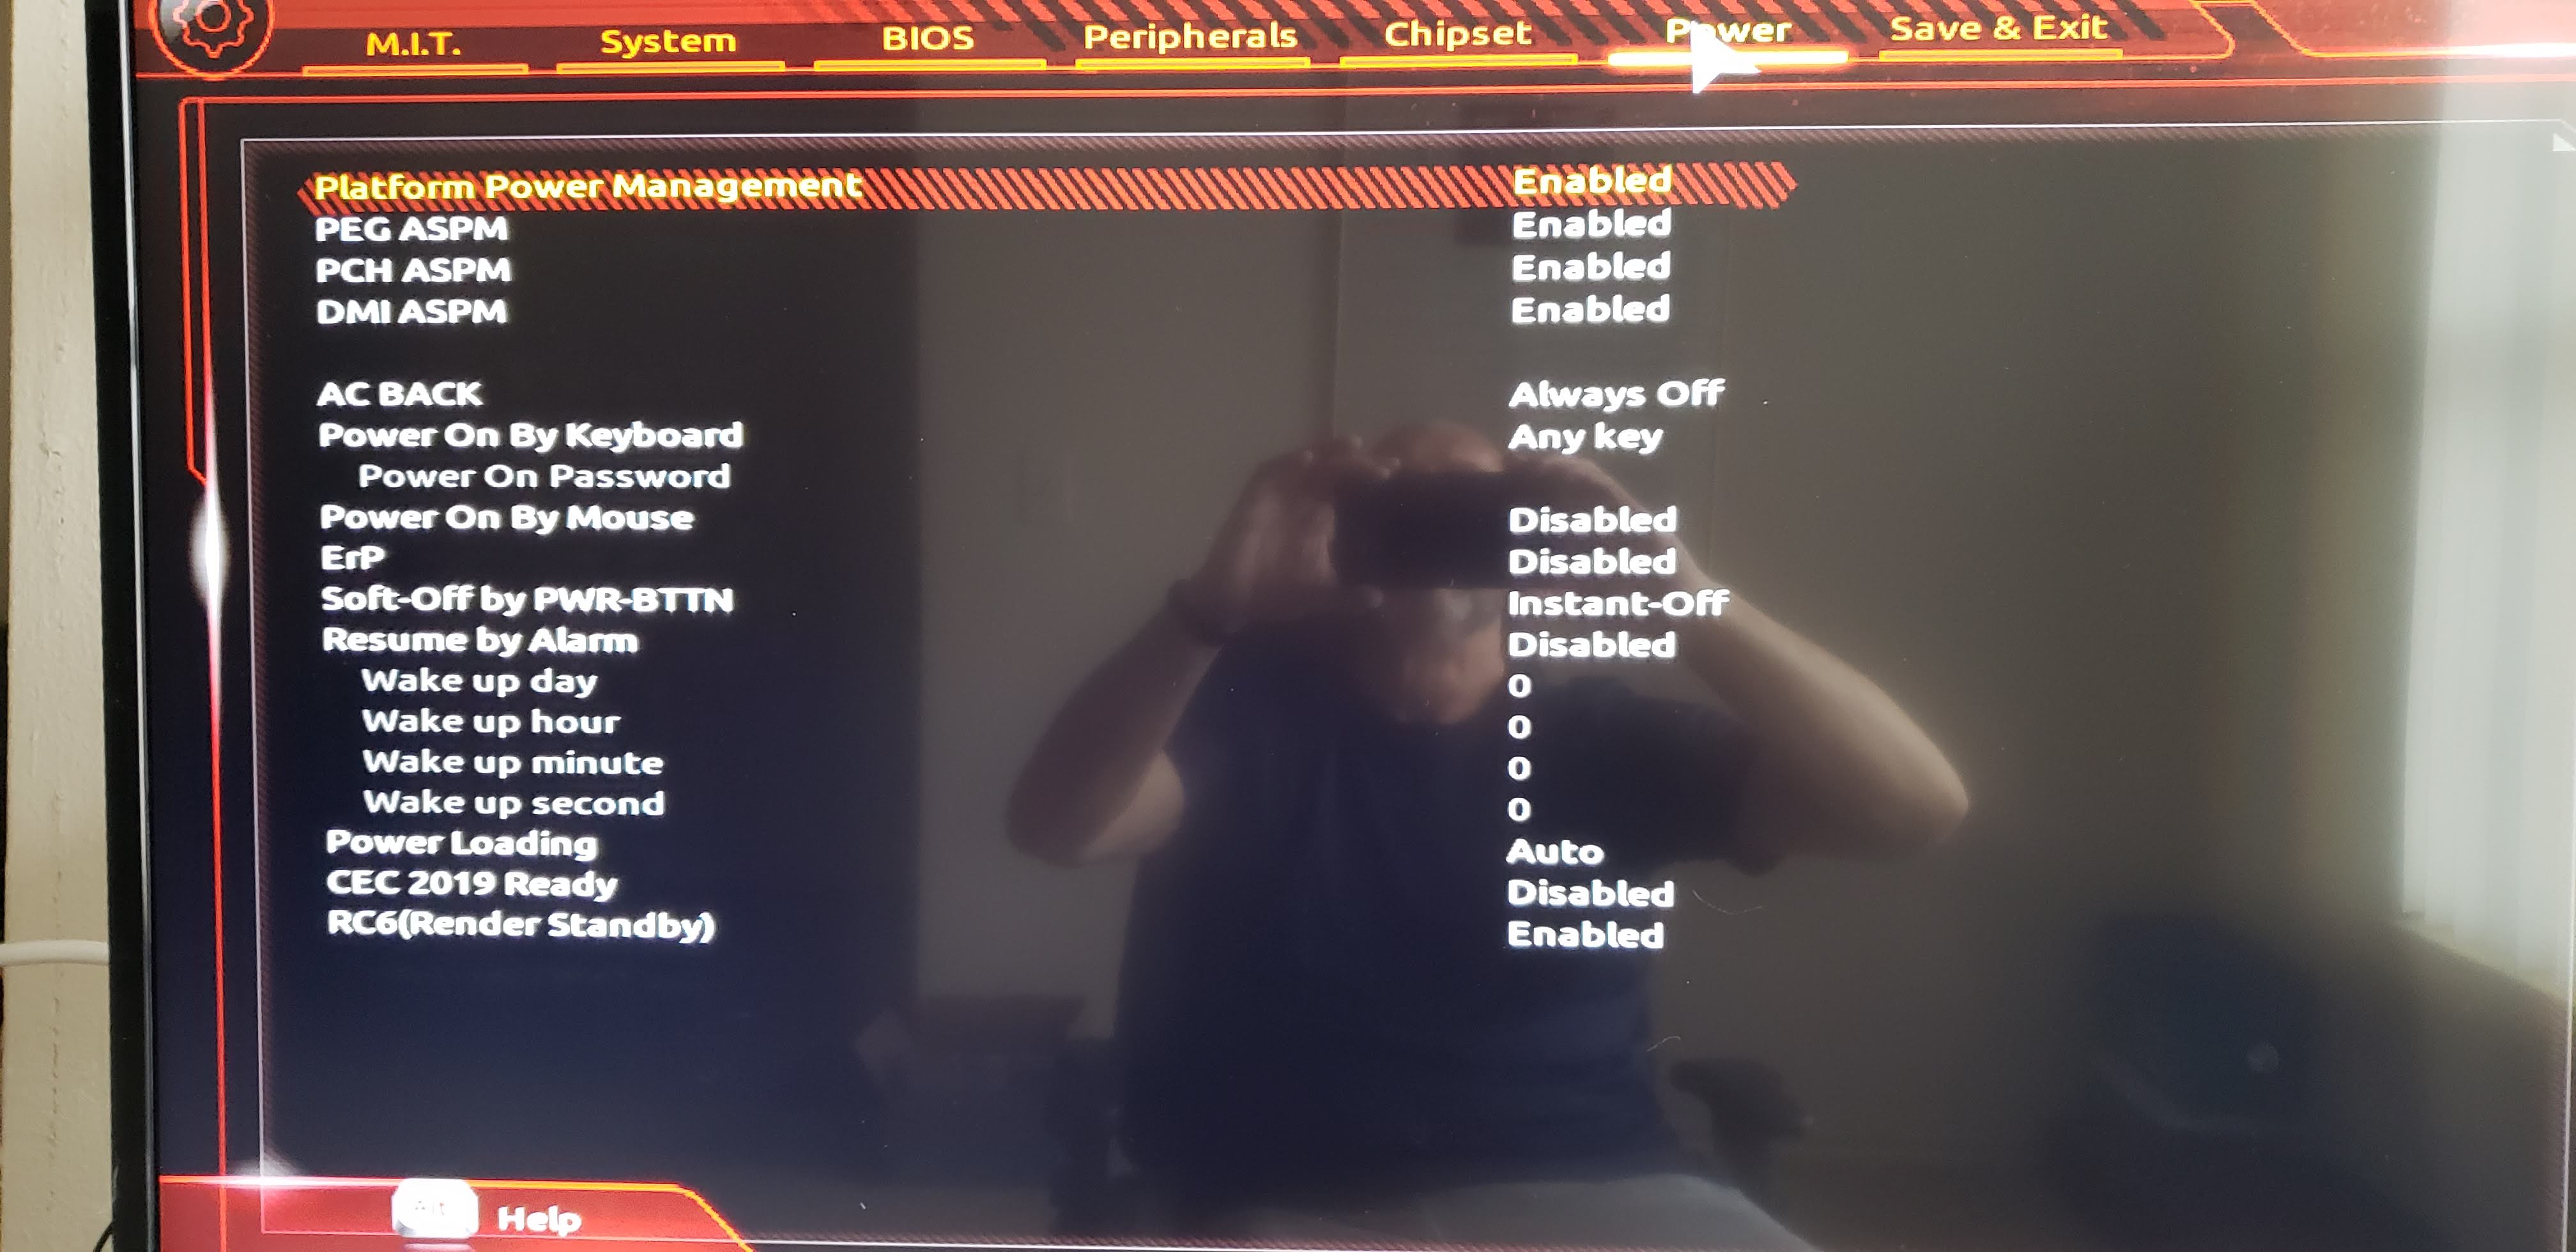 M.I.T. System BIOS Peripherals Chipset Power Save & Exit
Platform Power Management Enabled
PEG ASPM Enabled
PCH ASPM Enabled
DMI ASPM Enabled
AC BACK Always Off
Power On By Keyboard Any key
Power On Password
Power On By Mouse Disabled
ErP Disabled
Soft-Off by PWR-BTTN Instant-Off
Resume by Alarm Disabled
Wake up day 0
Wake up hour 0
Wake up minute 0
Wake up second 0
Power Loading Auto
CEC 2019 Ready Disabled
RC6(Render Standby) Enabled
Alt Help